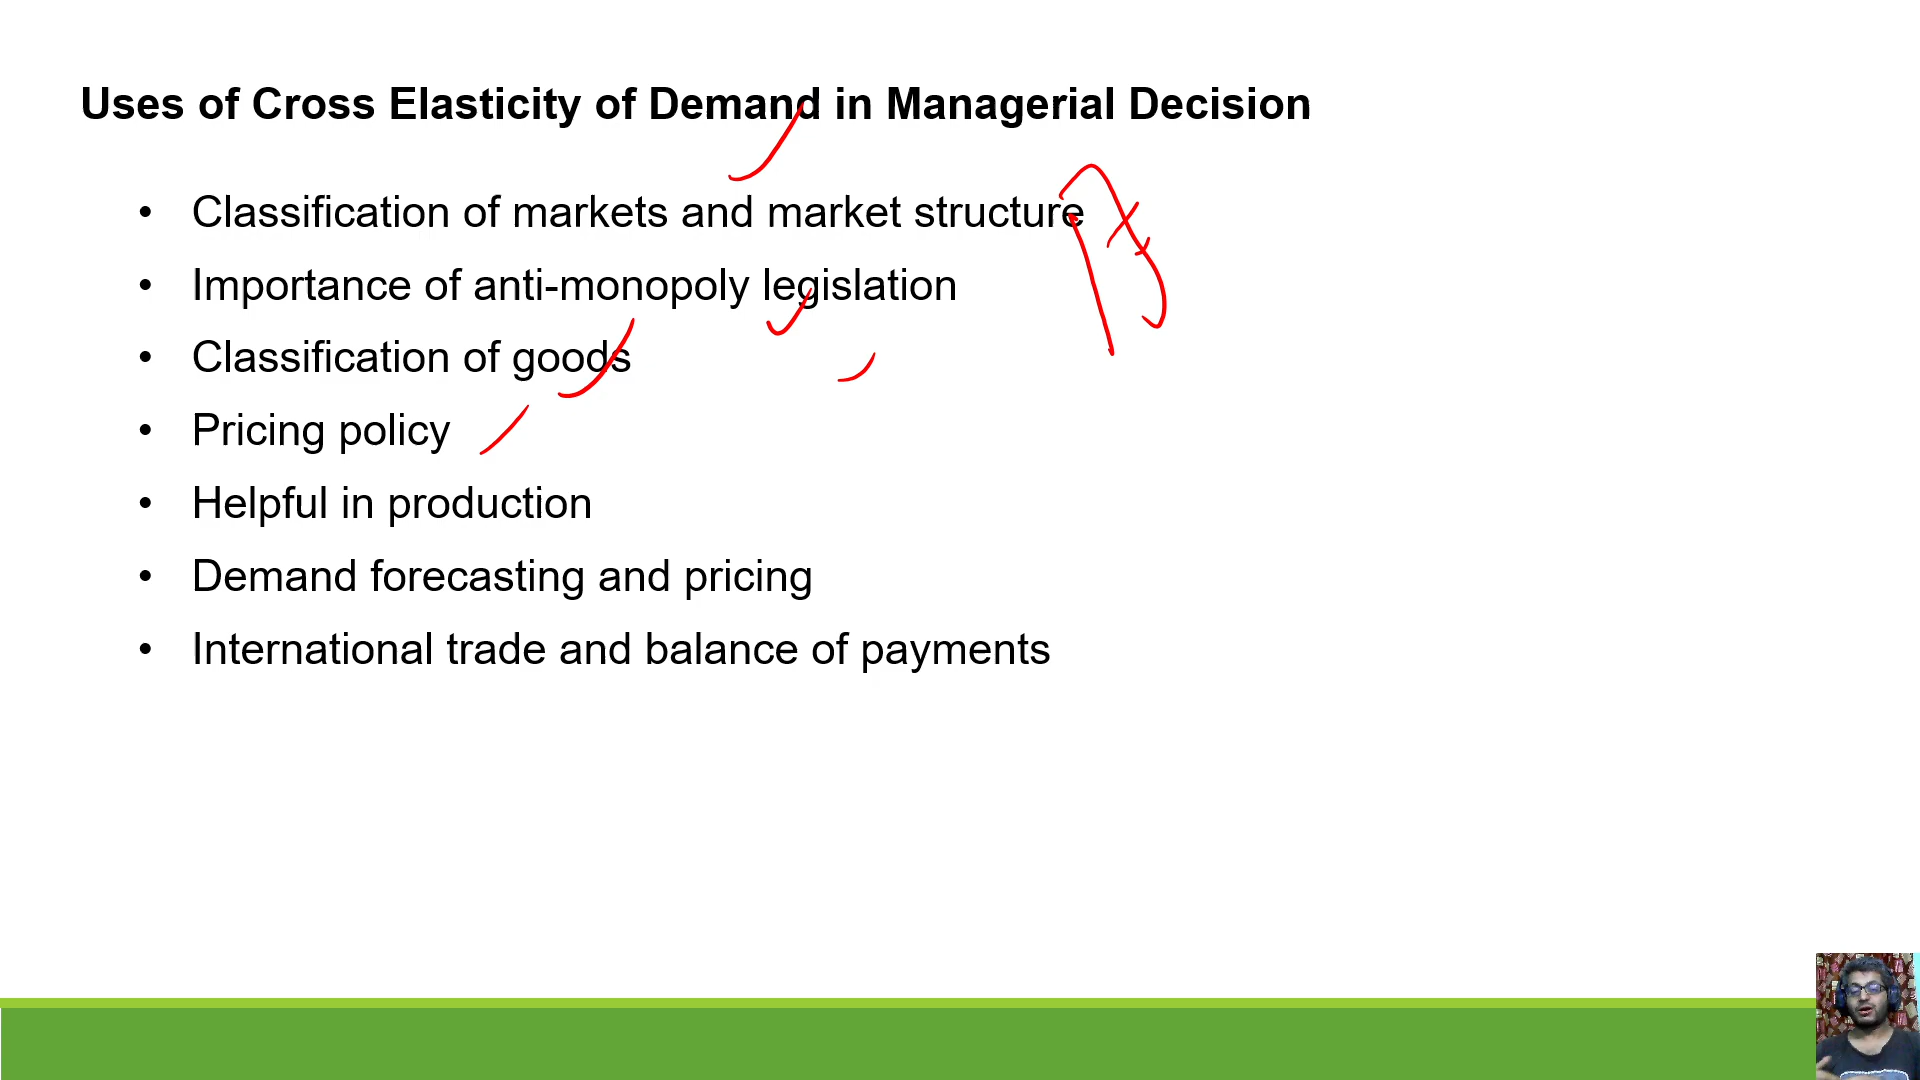 Uses of Cross Elasticity of Demand in Managerial Decision
• Classification of markets and market structure
• Importance of anti-monopoly legislation
• Classification of goods
• Pricing policy
• Helpful in production
• Demand forecasting and pricing
• International trade and balance of payments